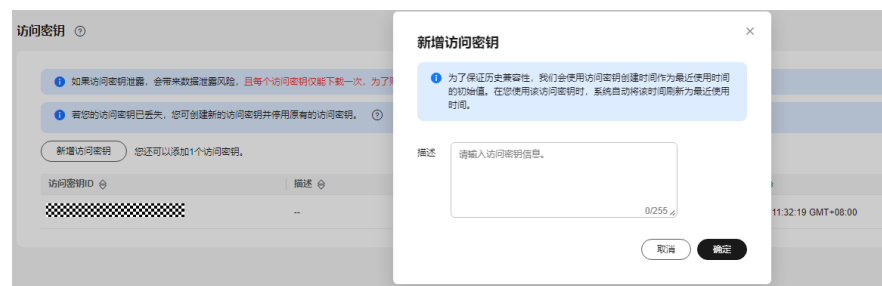 访问密钥
如果访问密钥泄露，会带来数据泄露风险，且每个访问密钥仅能下载一次，为了
若您的访问密钥已丢失，您可创建新的访问密钥并停用原有的访问密钥。
新增访问密钥 您还可以添加1个访问密钥。
访问密钥ID 描述
--
11:32:19 GMT+08:00
新增访问密钥
为了保证历史兼容性，我们会使用访问密钥创建时间作为最近使用时间
的初始值。在您使用该访问密钥时，系统自动将该时间刷新为最近使用
时间。
描述 请输入访问密钥信息。
0/255
取消 确定